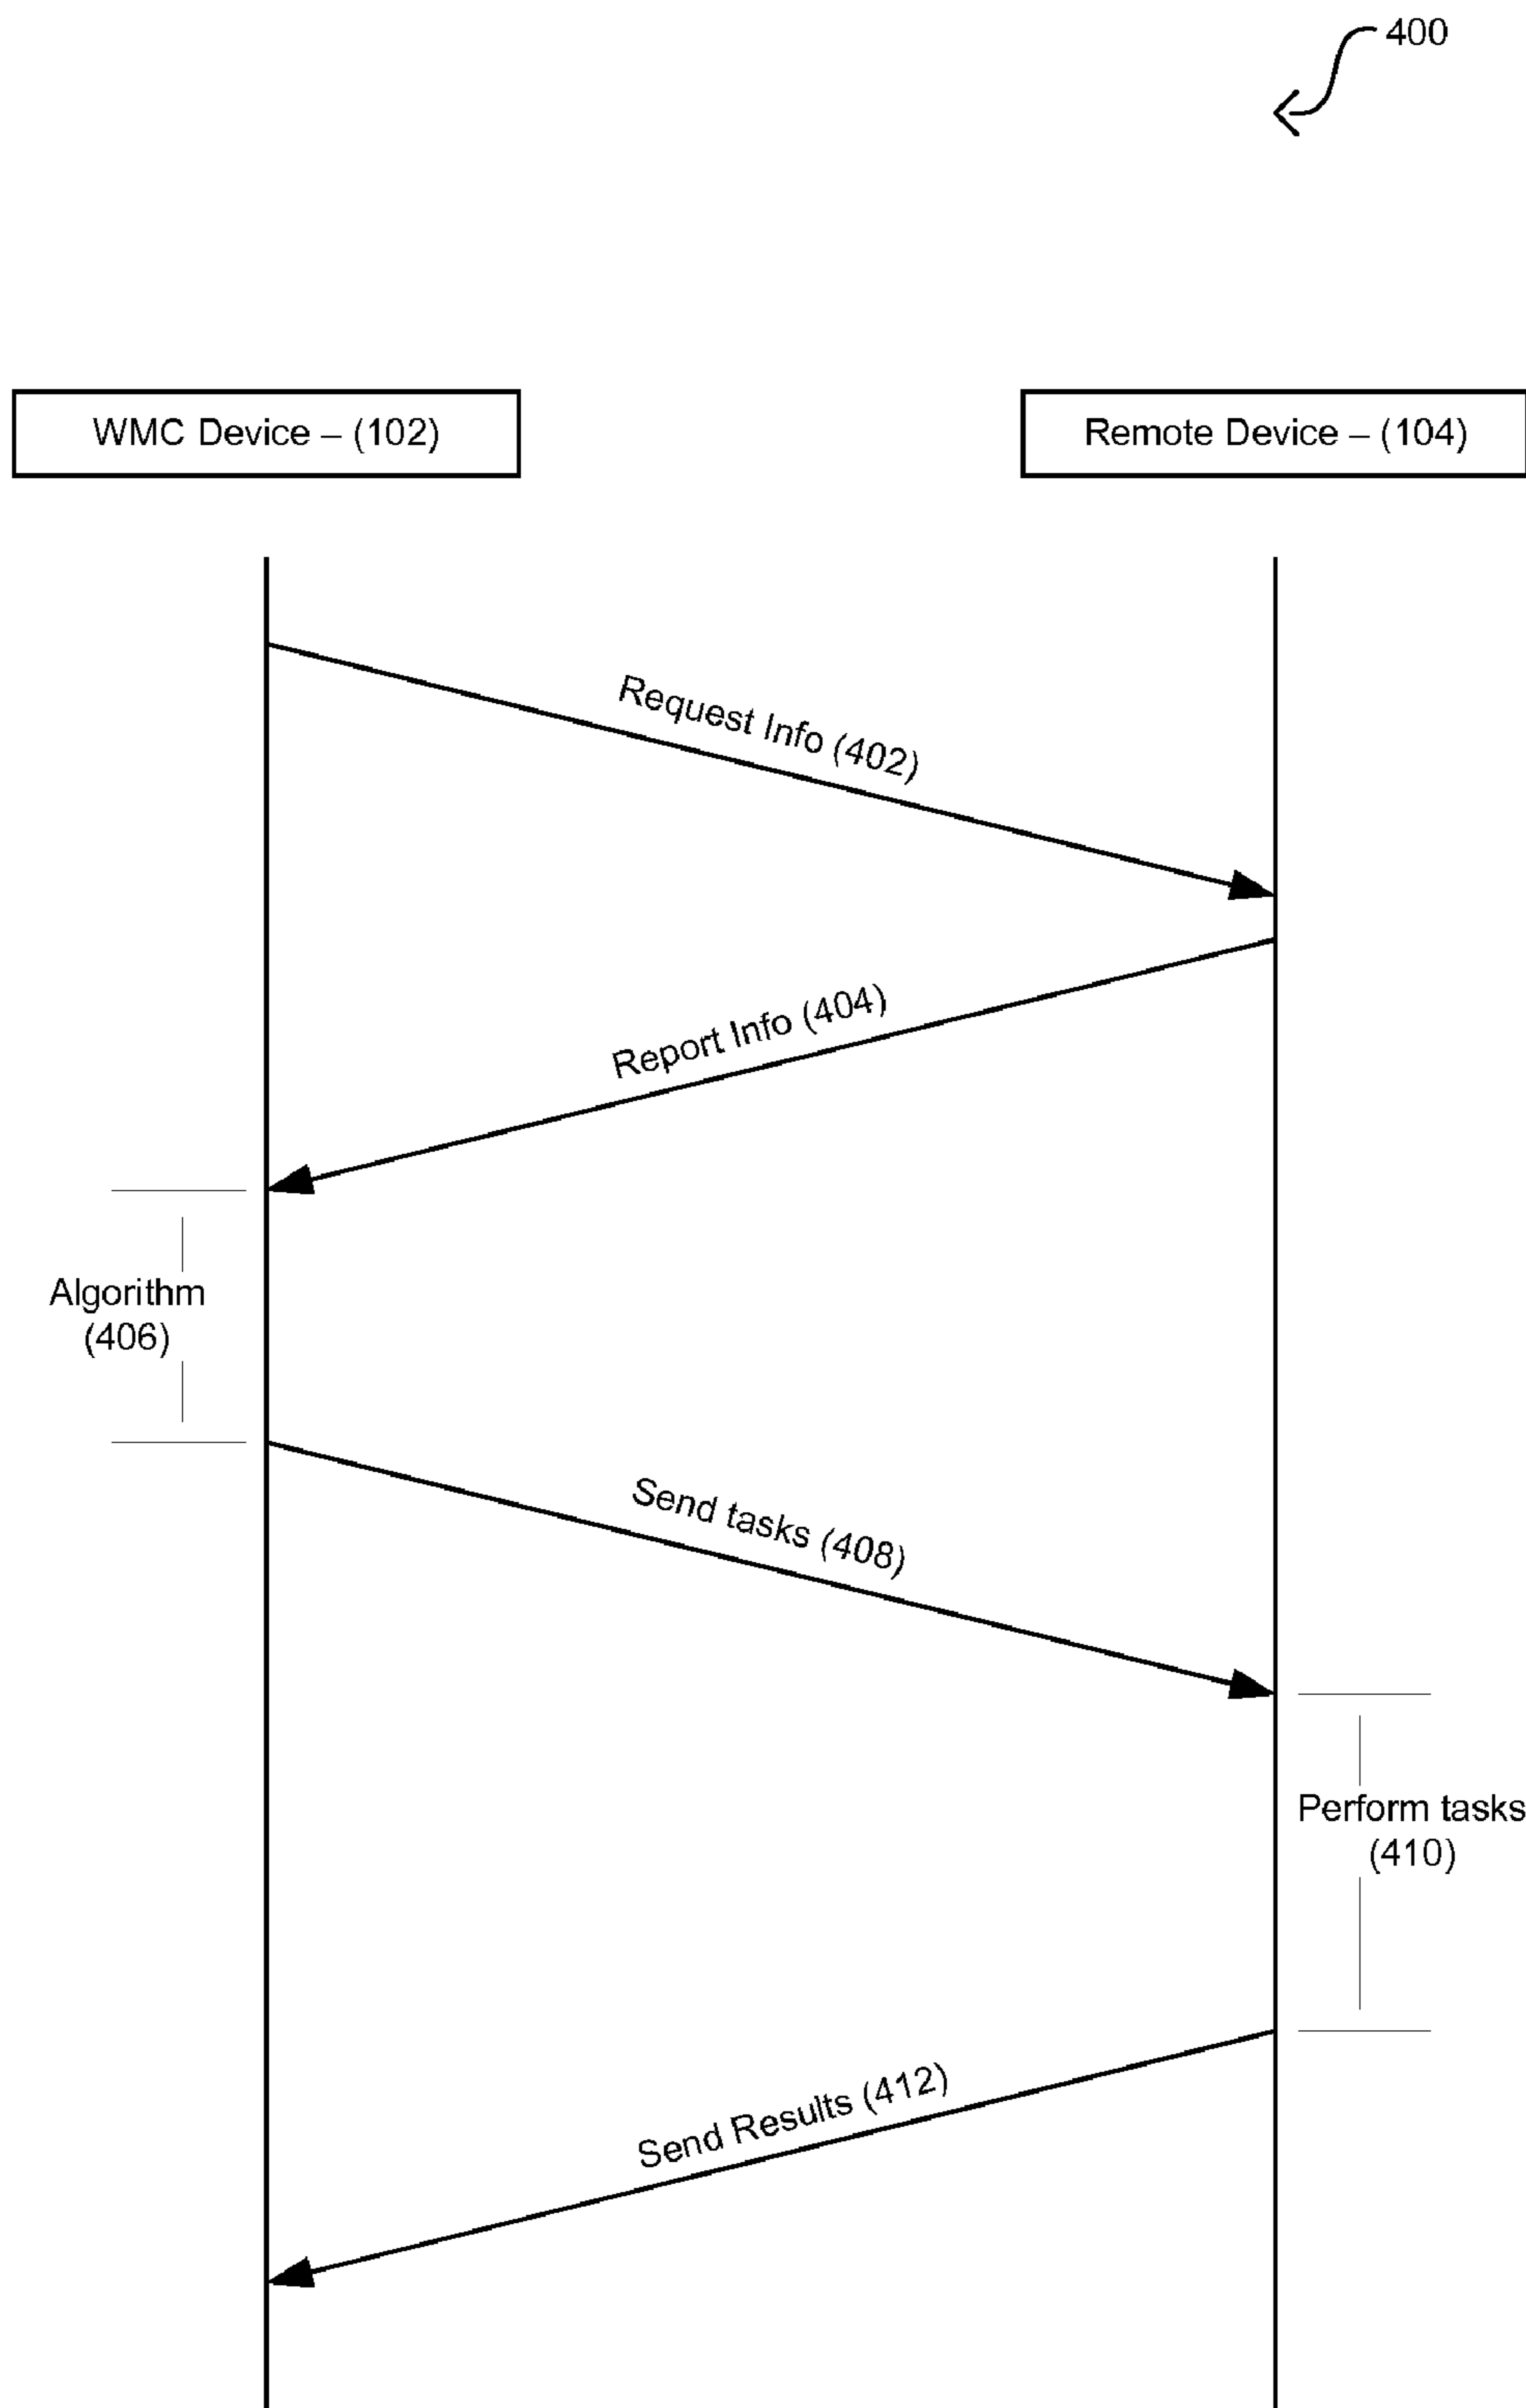 400
WMC Device – (102)
Remote Device – (104)
Request Info (402)
Report Info (404)
Algorithm
(406)
Send tasks (408)
Perform tasks
(410)
Send Results (412)